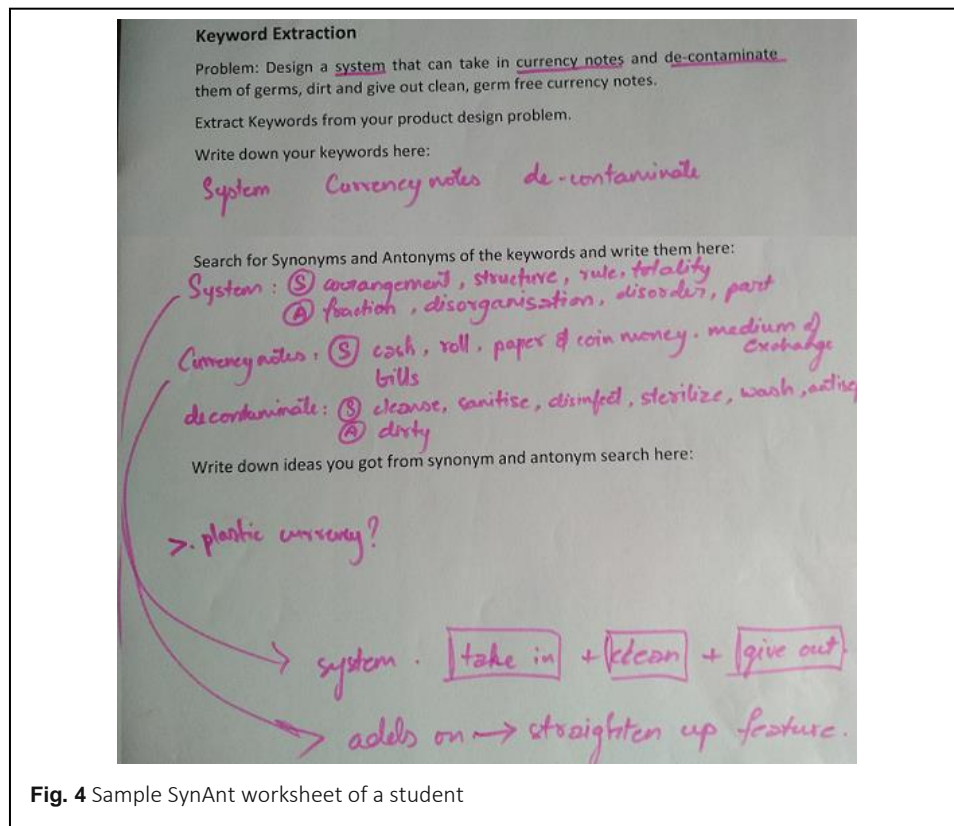 Keyword Extraction
Problem: Design a system that can take in currency notes and de-contaminate
them of germs, dirt and give out clean, germ free currency notes.
Extract Keywords from your product design problem.
Write down your keywords here:
System Currency notes de-contaminate
Search for Synonyms and Antonyms of the keywords and write them here:
System : (S) arrangement, structure, rule, totality
(A) fraction, disorganisation, disorder, part
Currency notes : (S) cash, roll, paper & coin money. medium of
exchange
bills
decontaminate : (S) cleanse, sanitise, disinfect, sterilize, wash,
(A) dirty
Write down ideas you got from synonym and antonym search here:
>. plastic currency?
system . take in + clean + give out
adds on → straighten up feature.
Fig. 4 Sample SynAnt worksheet of a student